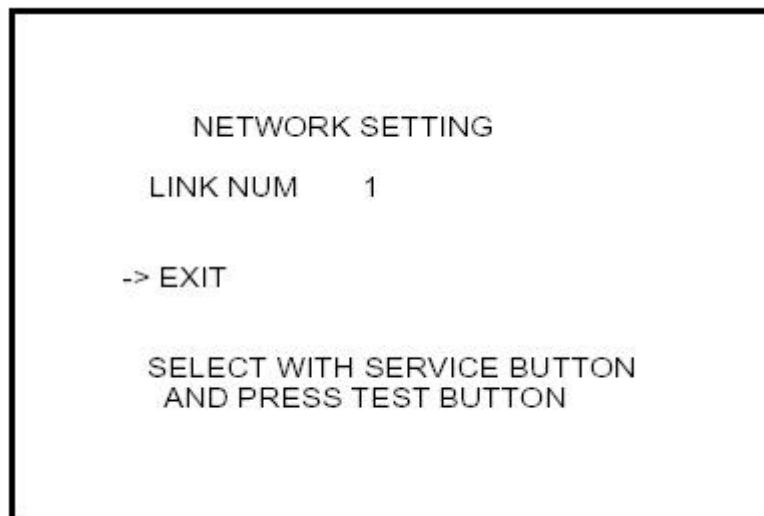 NETWORK SETTING
LINK NUM 1
-> EXIT
SELECT WITH SERVICE BUTTON
AND PRESS TEST BUTTON